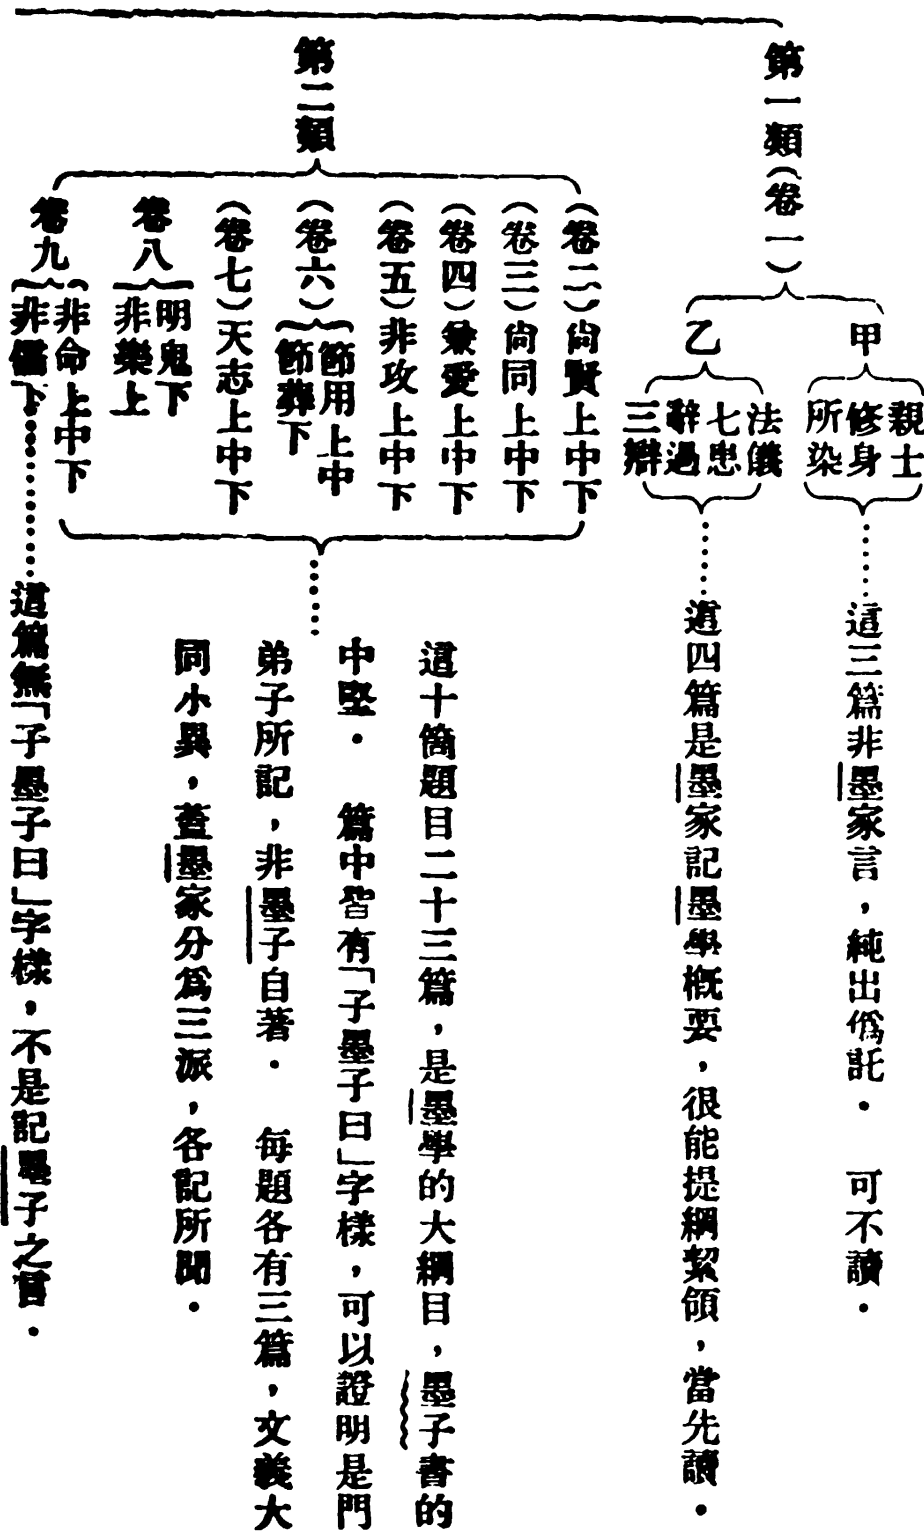 第一類(卷一)
甲
親士
修身
所染
這三篇非墨家言,純出僞託. 可不讀.
乙
法儀
七患
辭過
三辯
這四篇是墨家記墨學概要,很能提綱絜領,當先讀.
第二類
(卷二)尙賢上中下
(卷三)尙同上中下
(卷四)兼愛上中下
(卷五)非攻上中下
(卷六)
節用上中
節葬下
(卷七)天志上中下
卷八
明鬼下
非樂上
卷九
非命上中下
非儒下
這十箇題目二十三篇,是墨學的大綱目,墨子書的
中堅. 篇中皆有「子墨子曰」字樣,可以證明是門
弟子所記,非墨子自著. 每題各有三篇,文義大
同小異,蓋墨家分爲三派,各記所聞.
這篇無「子墨子曰」字樣,不是記墨子之言.